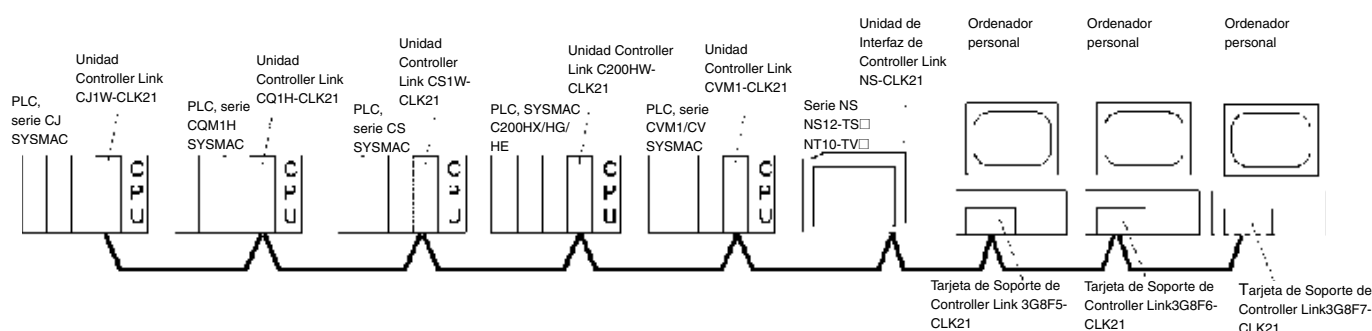 Unidad
Controller Link
CJ1W-CLK21
PLC,
serie CJ
SYSMAC
Unidad
Controller Link
CQ1H-CLK21
PLC, serie
CQM1H
SYSMAC
Unidad
Controller
Link CS1W-
CLK21
PLC,
serie CS
SYSMAC
Unidad Controller
Link C200HW-
CLK21
PLC, SYSMAC
C200HX/HG/
HE
Unidad
Controller Link
CVM1-CLK21
PLC, serie
CVM1/CV
SYSMAC
Unidad de
Interfaz de
Controller Link
NS-CLK21
Serie NS
NS12-TS□
NT10-TV□
Ordenador
personal
Ordenador
personal
Ordenador
personal
CPU
CPU
CPU
CPU
CPU
Tarjeta de Soporte de
Controller Link 3G8F5-
CLK21
Tarjeta de Soporte de
Controller Link3G8F6-
CLK21
Tarjeta de Soporte de
Controller Link3G8F7-
CLK21